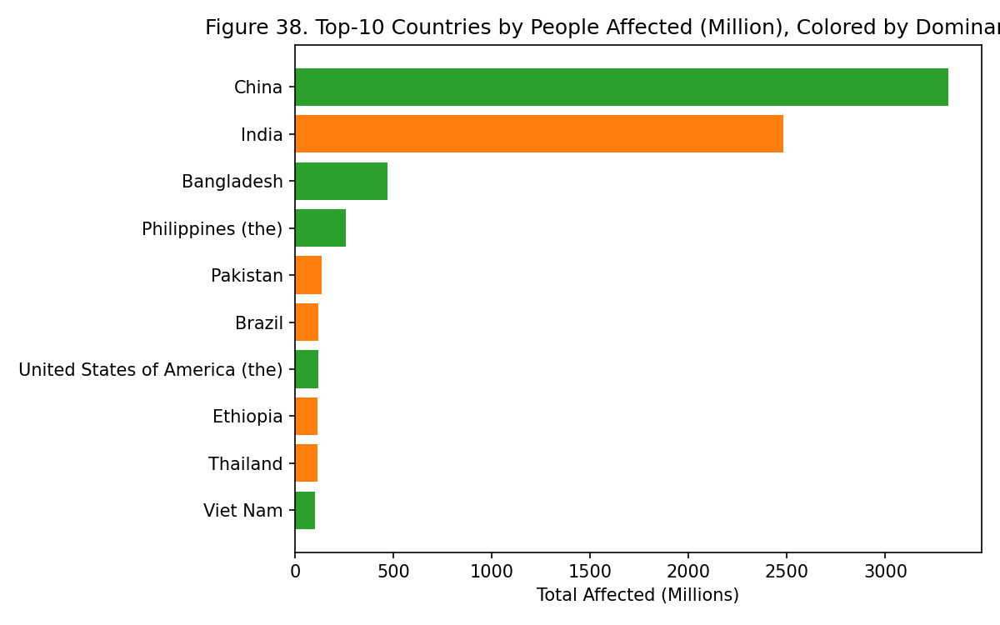 Figure 38. Top-10 Countries by People Affected (Million), Colored by
China
India
Bangladesh
Philippines (the)
Pakistan
Brazil
United States of America (the)
Ethiopia
Thailand
Viet Nam
0 500 1000 1500 2000 2500 3000
Total Affected (Millions)